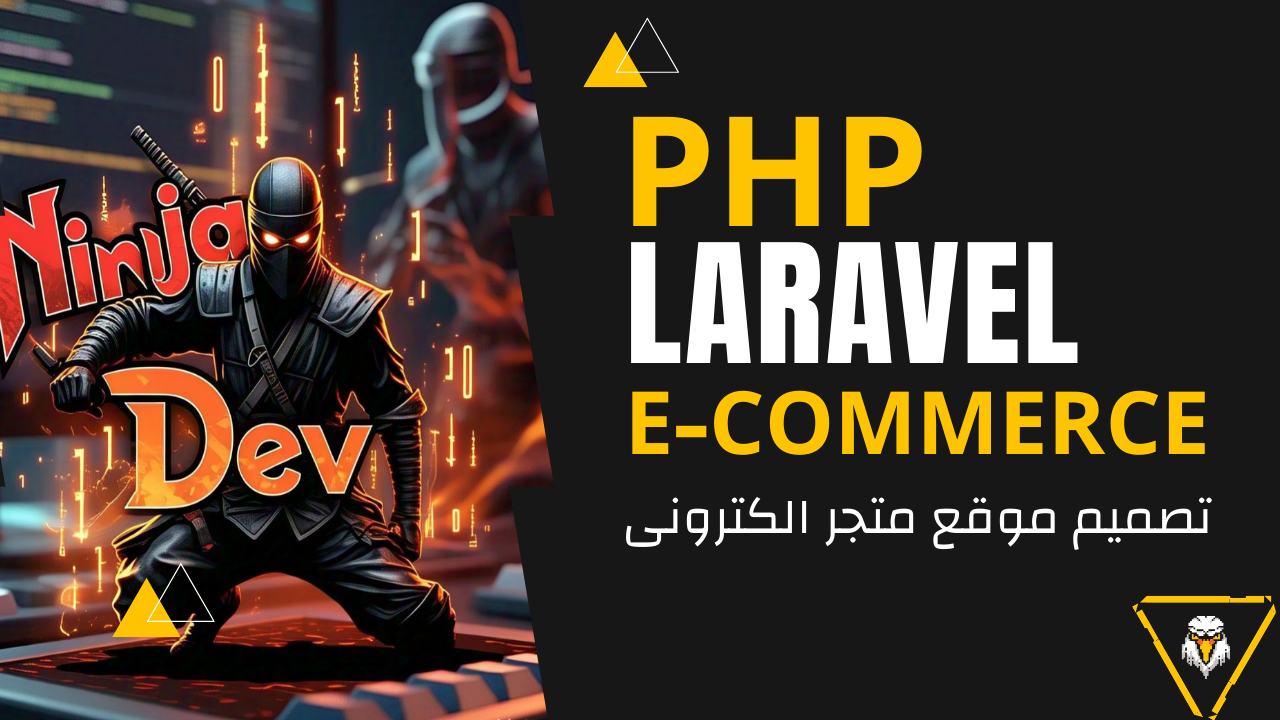 Ninja
Dev
PHP
LARAVEL
E-COMMERCE
تصميم موقع متجر الكترونى